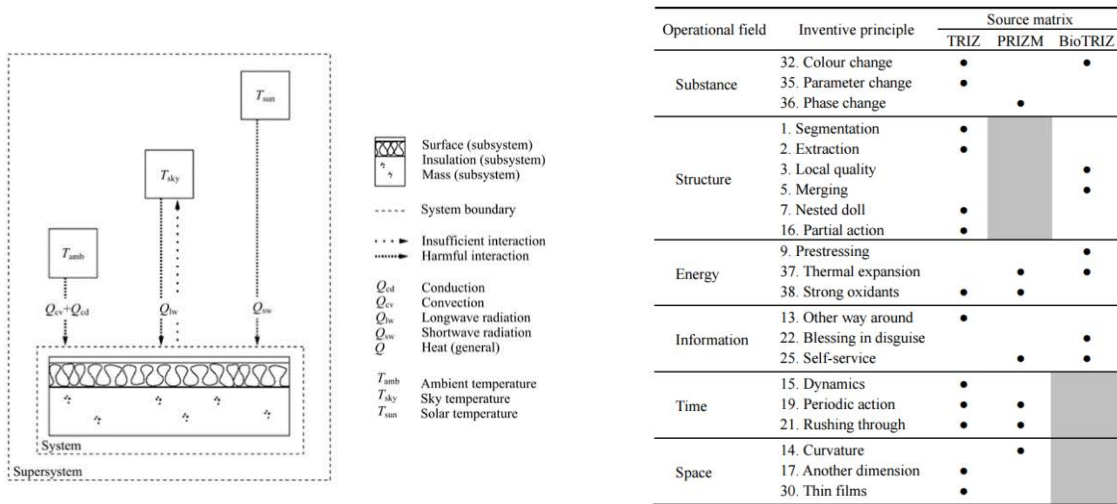 T_sun
T_sky
T_amb
Q_cv+Q_cd
Q_lw
Q_sw
System
Supersystem
Surface (subsystem)
Insulation (subsystem)
Mass (subsystem)
System boundary
Insufficient interaction
Harmful interaction
Q_cd Conduction
Q_cv Convection
Q_lw Longwave radiation
Q_sw Shortwave radiation
Q Heat (general)
T_amb Ambient temperature
T_sky Sky temperature
T_sun Solar temperature
Operational field Inventive principle Source matrix
TRIZ PRIZM BioTRIZ
Substance
32. Colour change ● ●
35. Parameter change ●
36. Phase change ●
Structure
1. Segmentation ●
2. Extraction ●
3. Local quality ●
5. Merging ●
7. Nested doll ●
16. Partial action ●
Energy
9. Prestressing ●
37. Thermal expansion ● ●
38. Strong oxidants ● ●
Information
13. Other way around ●
22. Blessing in disguise ●
25. Self-service ● ●
Time
15. Dynamics ●
19. Periodic action ● ●
21. Rushing through ● ●
Space
14. Curvature ●
17. Another dimension ●
30. Thin films ●